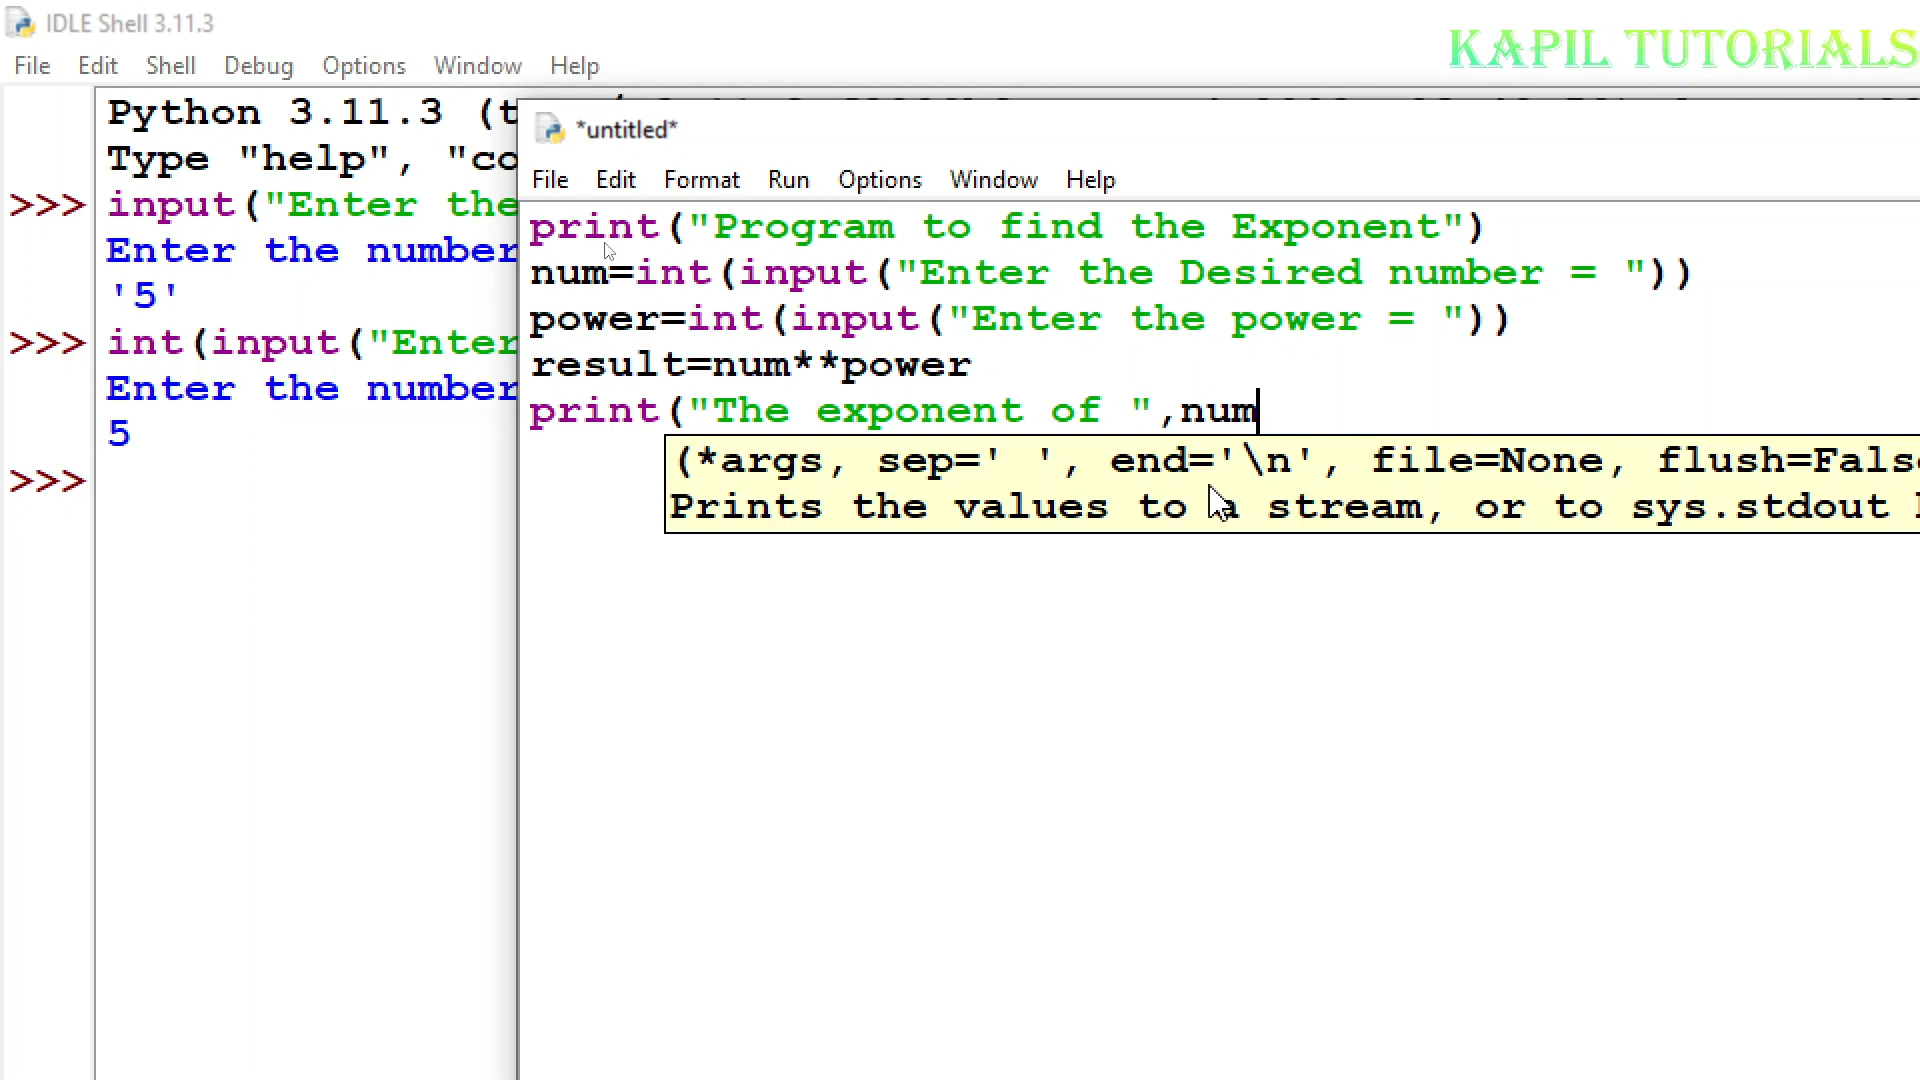 IDLE Shell 3.11.3
KAPIL TUTORIALS
File Edit Shell Debug Options Window Help
Python 3.11.3 (t
Type "help", "co
>>> input("Enter the
Enter the number
'5'
>>> int(input("Enter
Enter the number
5
>>>
*untitled*
File Edit Format Run Options Window Help
print("Program to find the Exponent")
num=int(input("Enter the Desired number = "))
power=int(input("Enter the power = "))
result=num**power
print("The exponent of ",num
(*args, sep=' ', end='\n', file=None, flush=False
Prints the values to a stream, or to sys.stdout